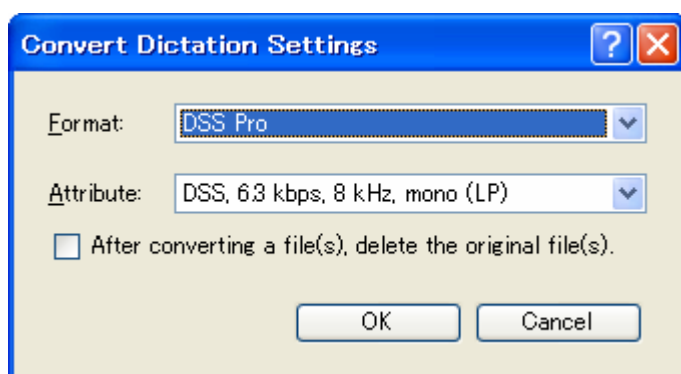 Convert Dictation Settings
Format: DSS Pro
Attribute: DSS, 6.3 kbps, 8 kHz, mono (LP)
After converting a file(s), delete the original file(s).
OK Cancel